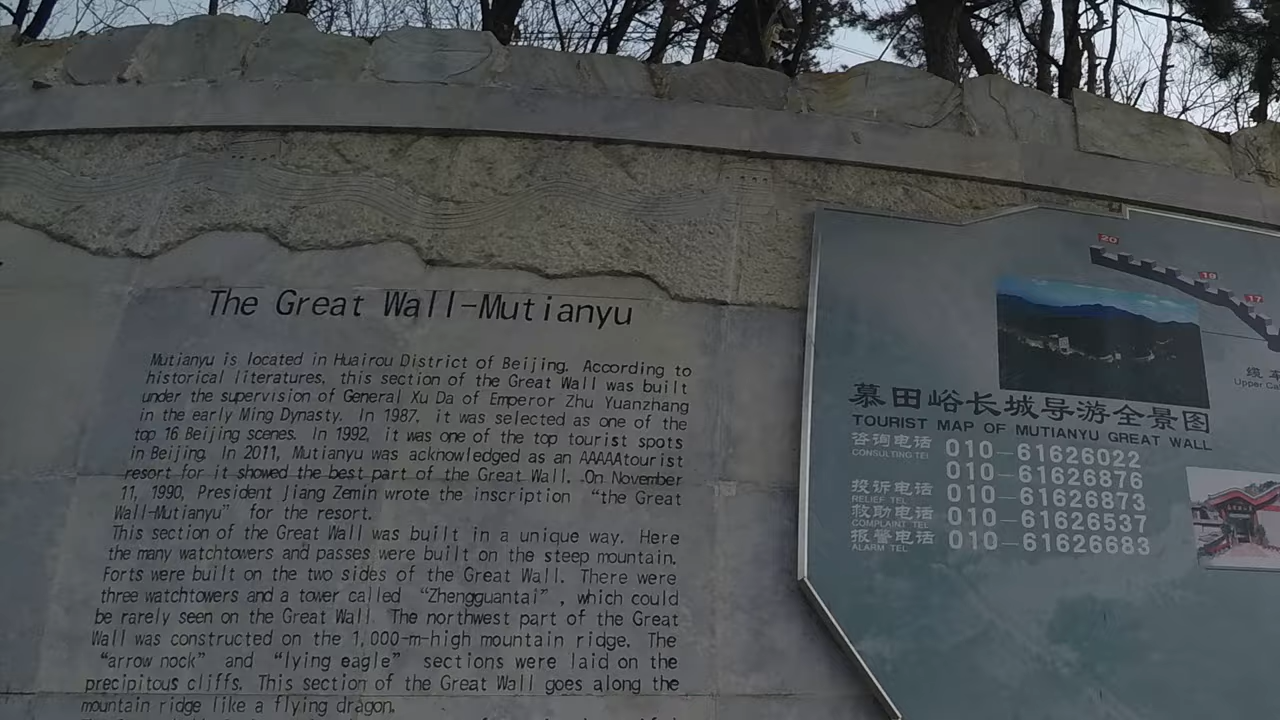 The Great Wall-Mutianyu
Mutianyu is located in Huairou District of Beijing. According to
historical literatures, this section of the Great Wall was built
under the supervision of General Xu Da of Emperor Zhu Yuanzhang
in the early Ming Dynasty. In 1987, it was selected as one of the
top 16 Beijing scenes. In 1992, it was one of the top tourist spots
in Beijing. In 2011, Mutianyu was acknowledged as an AAAAAtourist
resort for it showed the best part of the Great Wall. On November
11, 1990, President Jiang Zemin wrote the inscription “the Great
Wall-Mutianyu” for the resort.
This section of the Great Wall was built in a unique way. Here
the many watchtowers and passes were built on the steep mountain.
Forts were built on the two sides of the Great Wall. There were
three watchtowers and a tower called “Zhengguantai”, which could
be rarely seen on the Great Wall. The northwest part of the Great
Wall was constructed on the 1,000-m-high mountain ridge. The
“arrow nock” and “lying eagle” sections were laid on the
precipitous cliffs. This section of the Great Wall goes along the
mountain ridge like a flying dragon.
20
19
17
缆车
Upper
慕田峪长城导游全景图
TOURIST MAP OF MUTIANYU GREAT WALL
咨询电话 010-61626022
CONSULTING TEL
010-61626876
投诉电话 010-61626873
RELIEF TEL
救助电话 010-61626537
COMPLAINT TEL
报警电话 010-61626683
ALARM TEL